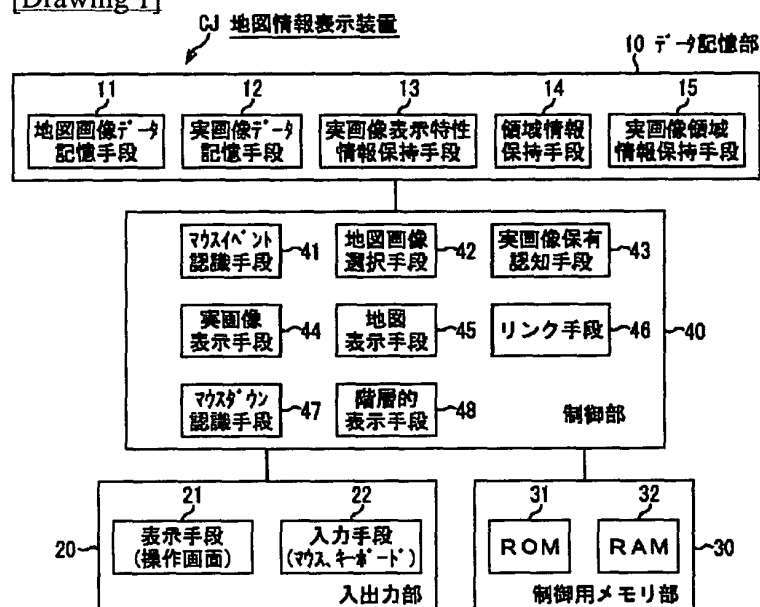 [Drawing 1]
CJ 地図情報表示装置
10 データ記憶部
11
12
13
14
15
地図画像データ
記憶手段
実画像データ
記憶手段
実画像表示特性
情報保持手段
領域情報
保持手段
実画像領域
情報保持手段
マウスイベント
認識手段
41
地図画像
選択手段
42
実画像保有
認知手段
43
実画像
表示手段
44
地図
表示手段
45
リンク手段
46
40
マウスダウン
認識手段
47
階層的
表示手段
48
制御部
21
22
表示手段
(操作画面)
入力手段
(マウス、キーボード)
20
入出力部
31
32
ROM
RAM
30
制御用メモリ部